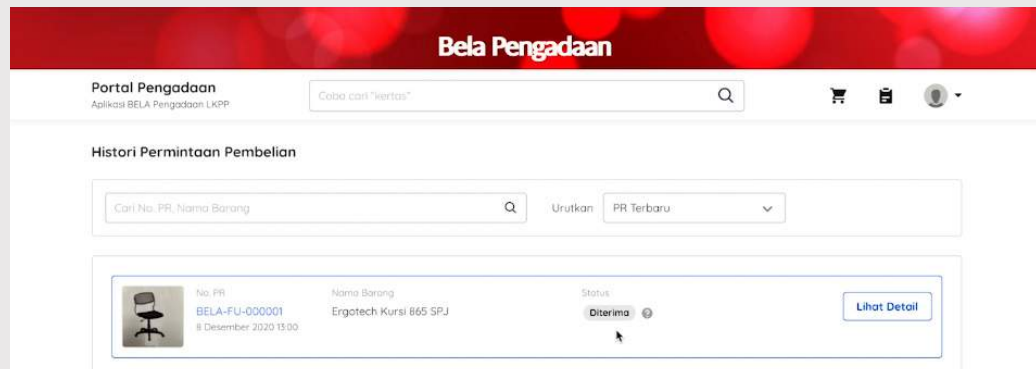 Bela Pengadaan
Portal Pengadaan
Aplikasi BELA Pengadaan LKPP
Coba cari "kertas"
Histori Permintaan Pembelian
Cari No. PR, Nama Barang
Urutkan
PR Terbaru
No. PR
Nama Barang
Status
BELA-FU-000001
Ergotech Kursi 865 SPJ
Diterima
Lihat Detail
8 Desember 2020 13:00